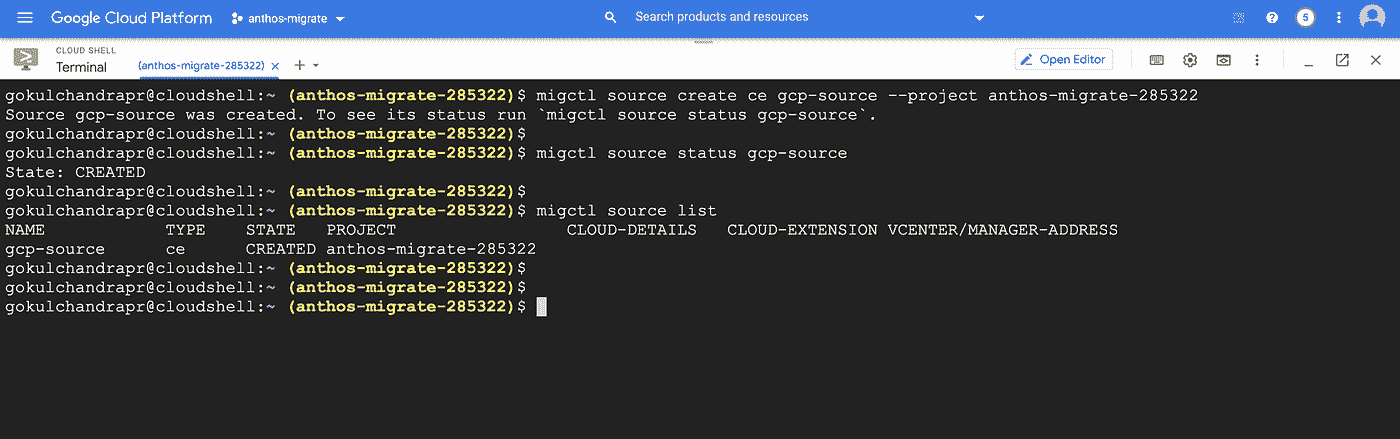 Google Cloud Platform anthos-migrate Search products and resources 5
CLOUD SHELL
Terminal (anthos-migrate-285322) Open Editor
gokulchandrapr@cloudshell:~ (anthos-migrate-285322)$ migctl source create ce gcp-source --project anthos-migrate-285322
Source gcp-source was created. To see its status run `migctl source status gcp-source`.
gokulchandrapr@cloudshell:~ (anthos-migrate-285322)$
gokulchandrapr@cloudshell:~ (anthos-migrate-285322)$ migctl source status gcp-source
State: CREATED
gokulchandrapr@cloudshell:~ (anthos-migrate-285322)$
gokulchandrapr@cloudshell:~ (anthos-migrate-285322)$ migctl source list
NAME TYPE STATE PROJECT CLOUD-DETAILS CLOUD-EXTENSION VCENTER/MANAGER-ADDRESS
gcp-source ce CREATED anthos-migrate-285322
gokulchandrapr@cloudshell:~ (anthos-migrate-285322)$
gokulchandrapr@cloudshell:~ (anthos-migrate-285322)$
gokulchandrapr@cloudshell:~ (anthos-migrate-285322)$